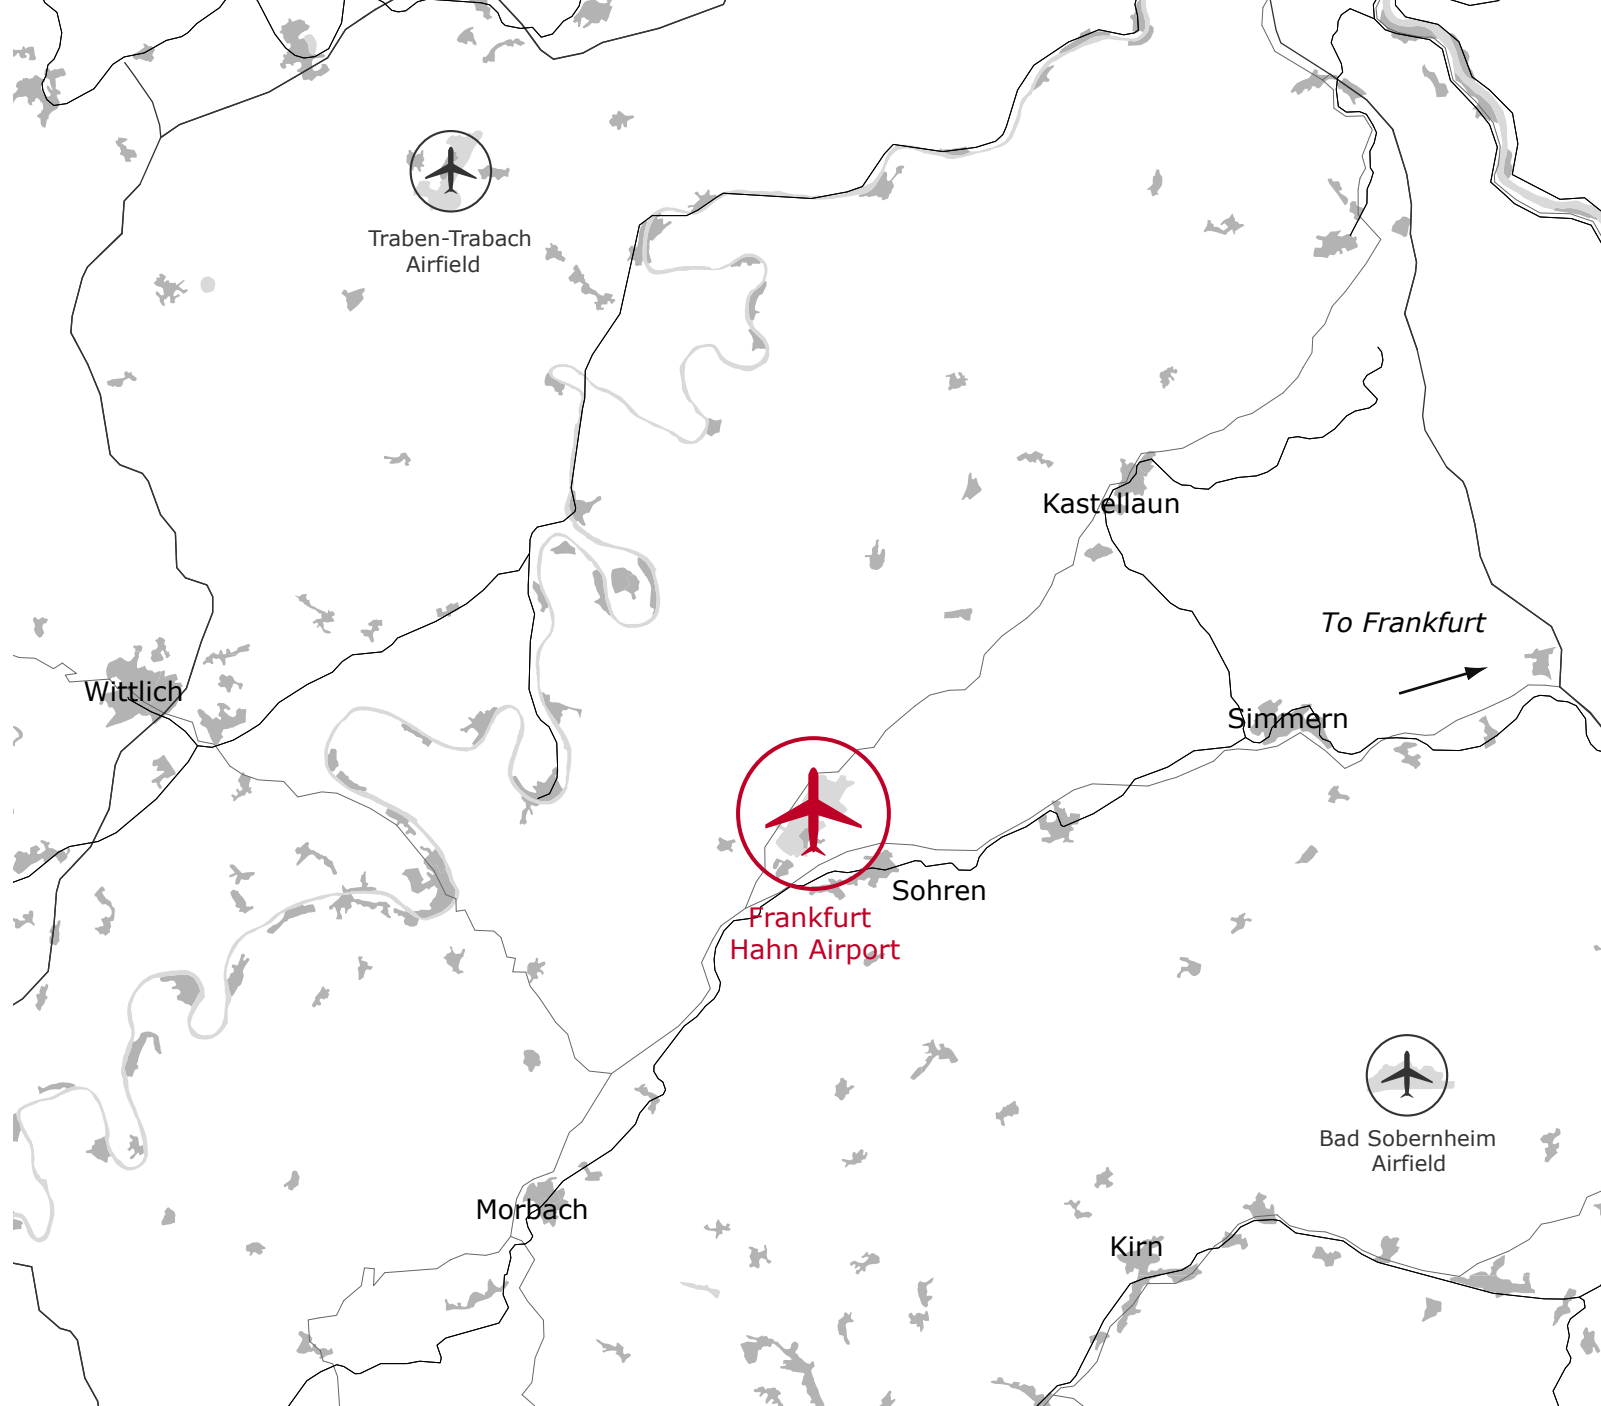 Traben-Trabach
Airfield
Kastellaun
To Frankfurt
Wittlich
Simmern
Sohren
Frankfurt
Hahn Airport
Bad Sobernheim
Airfield
Morbach
Kirn